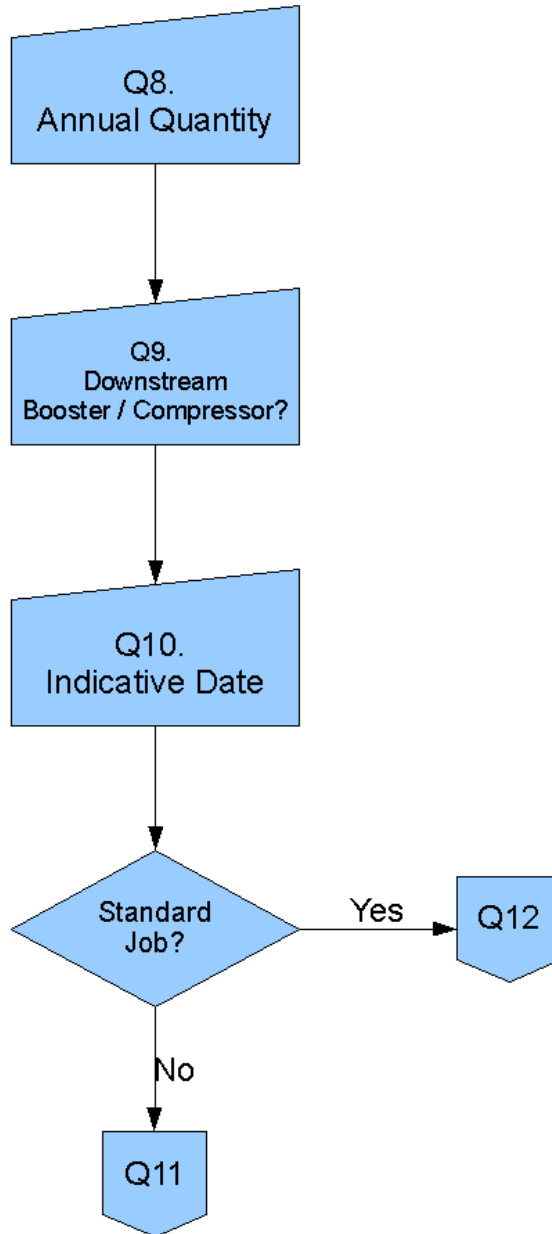 Q8.
Annual Quantity
Q9.
Downstream
Booster / Compressor?
Q10.
Indicative Date
Standard
Job?
Yes
Q12
No
Q11